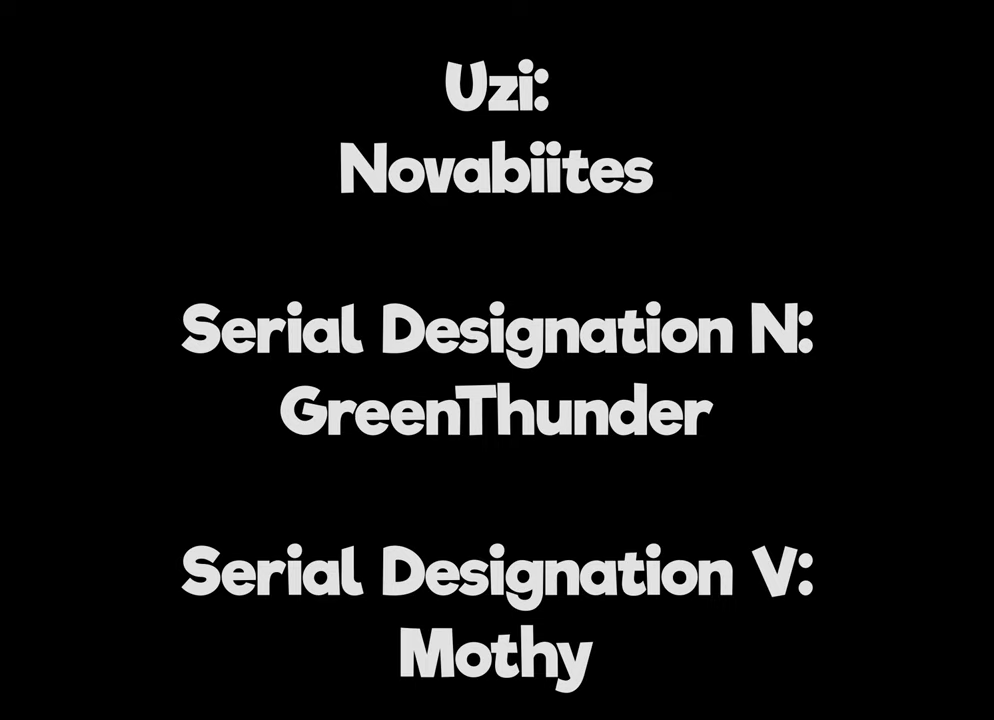 Uzi:
Novabiites
Serial Designation N:
GreenThunder
Serial Designation V:
Mothy